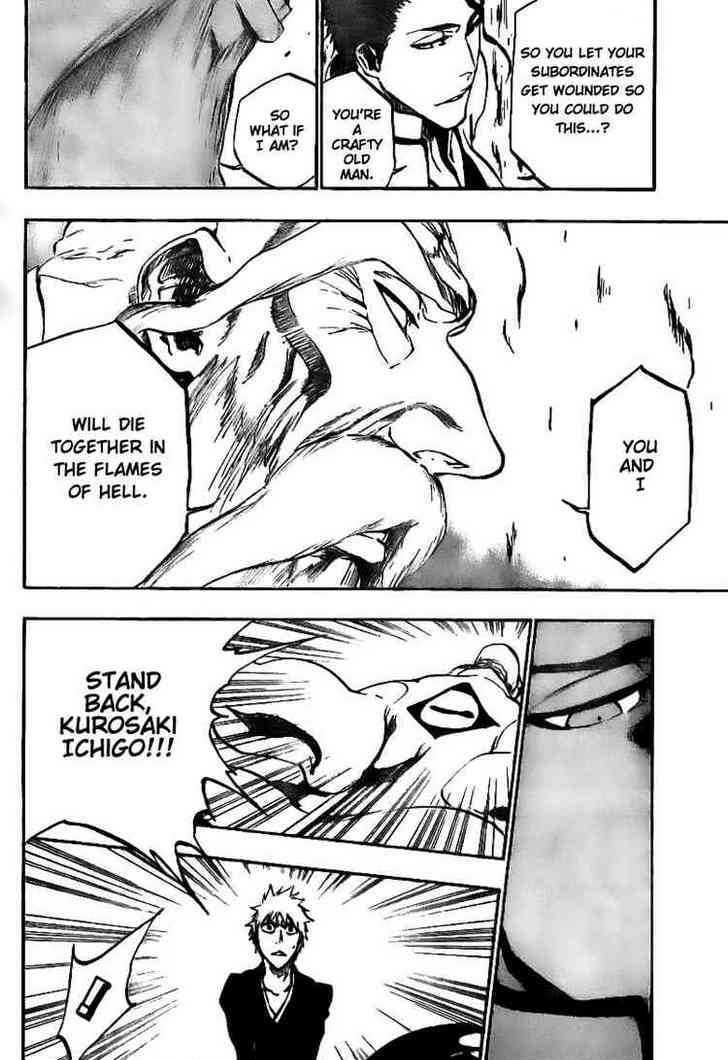 SO YOU LET YOUR
SUBORDINATES
GET WOUNDED SO
YOU COULD DO
THIS...?
YOU'RE
A
CRAFTY
OLD
MAN.
SO
WHAT IF
I AM?
YOU
AND
I
WILL DIE
TOGETHER IN
THE FLAMES
OF HELL.
STAND
BACK,
KUROSAKI
ICHIGO!!!
!!